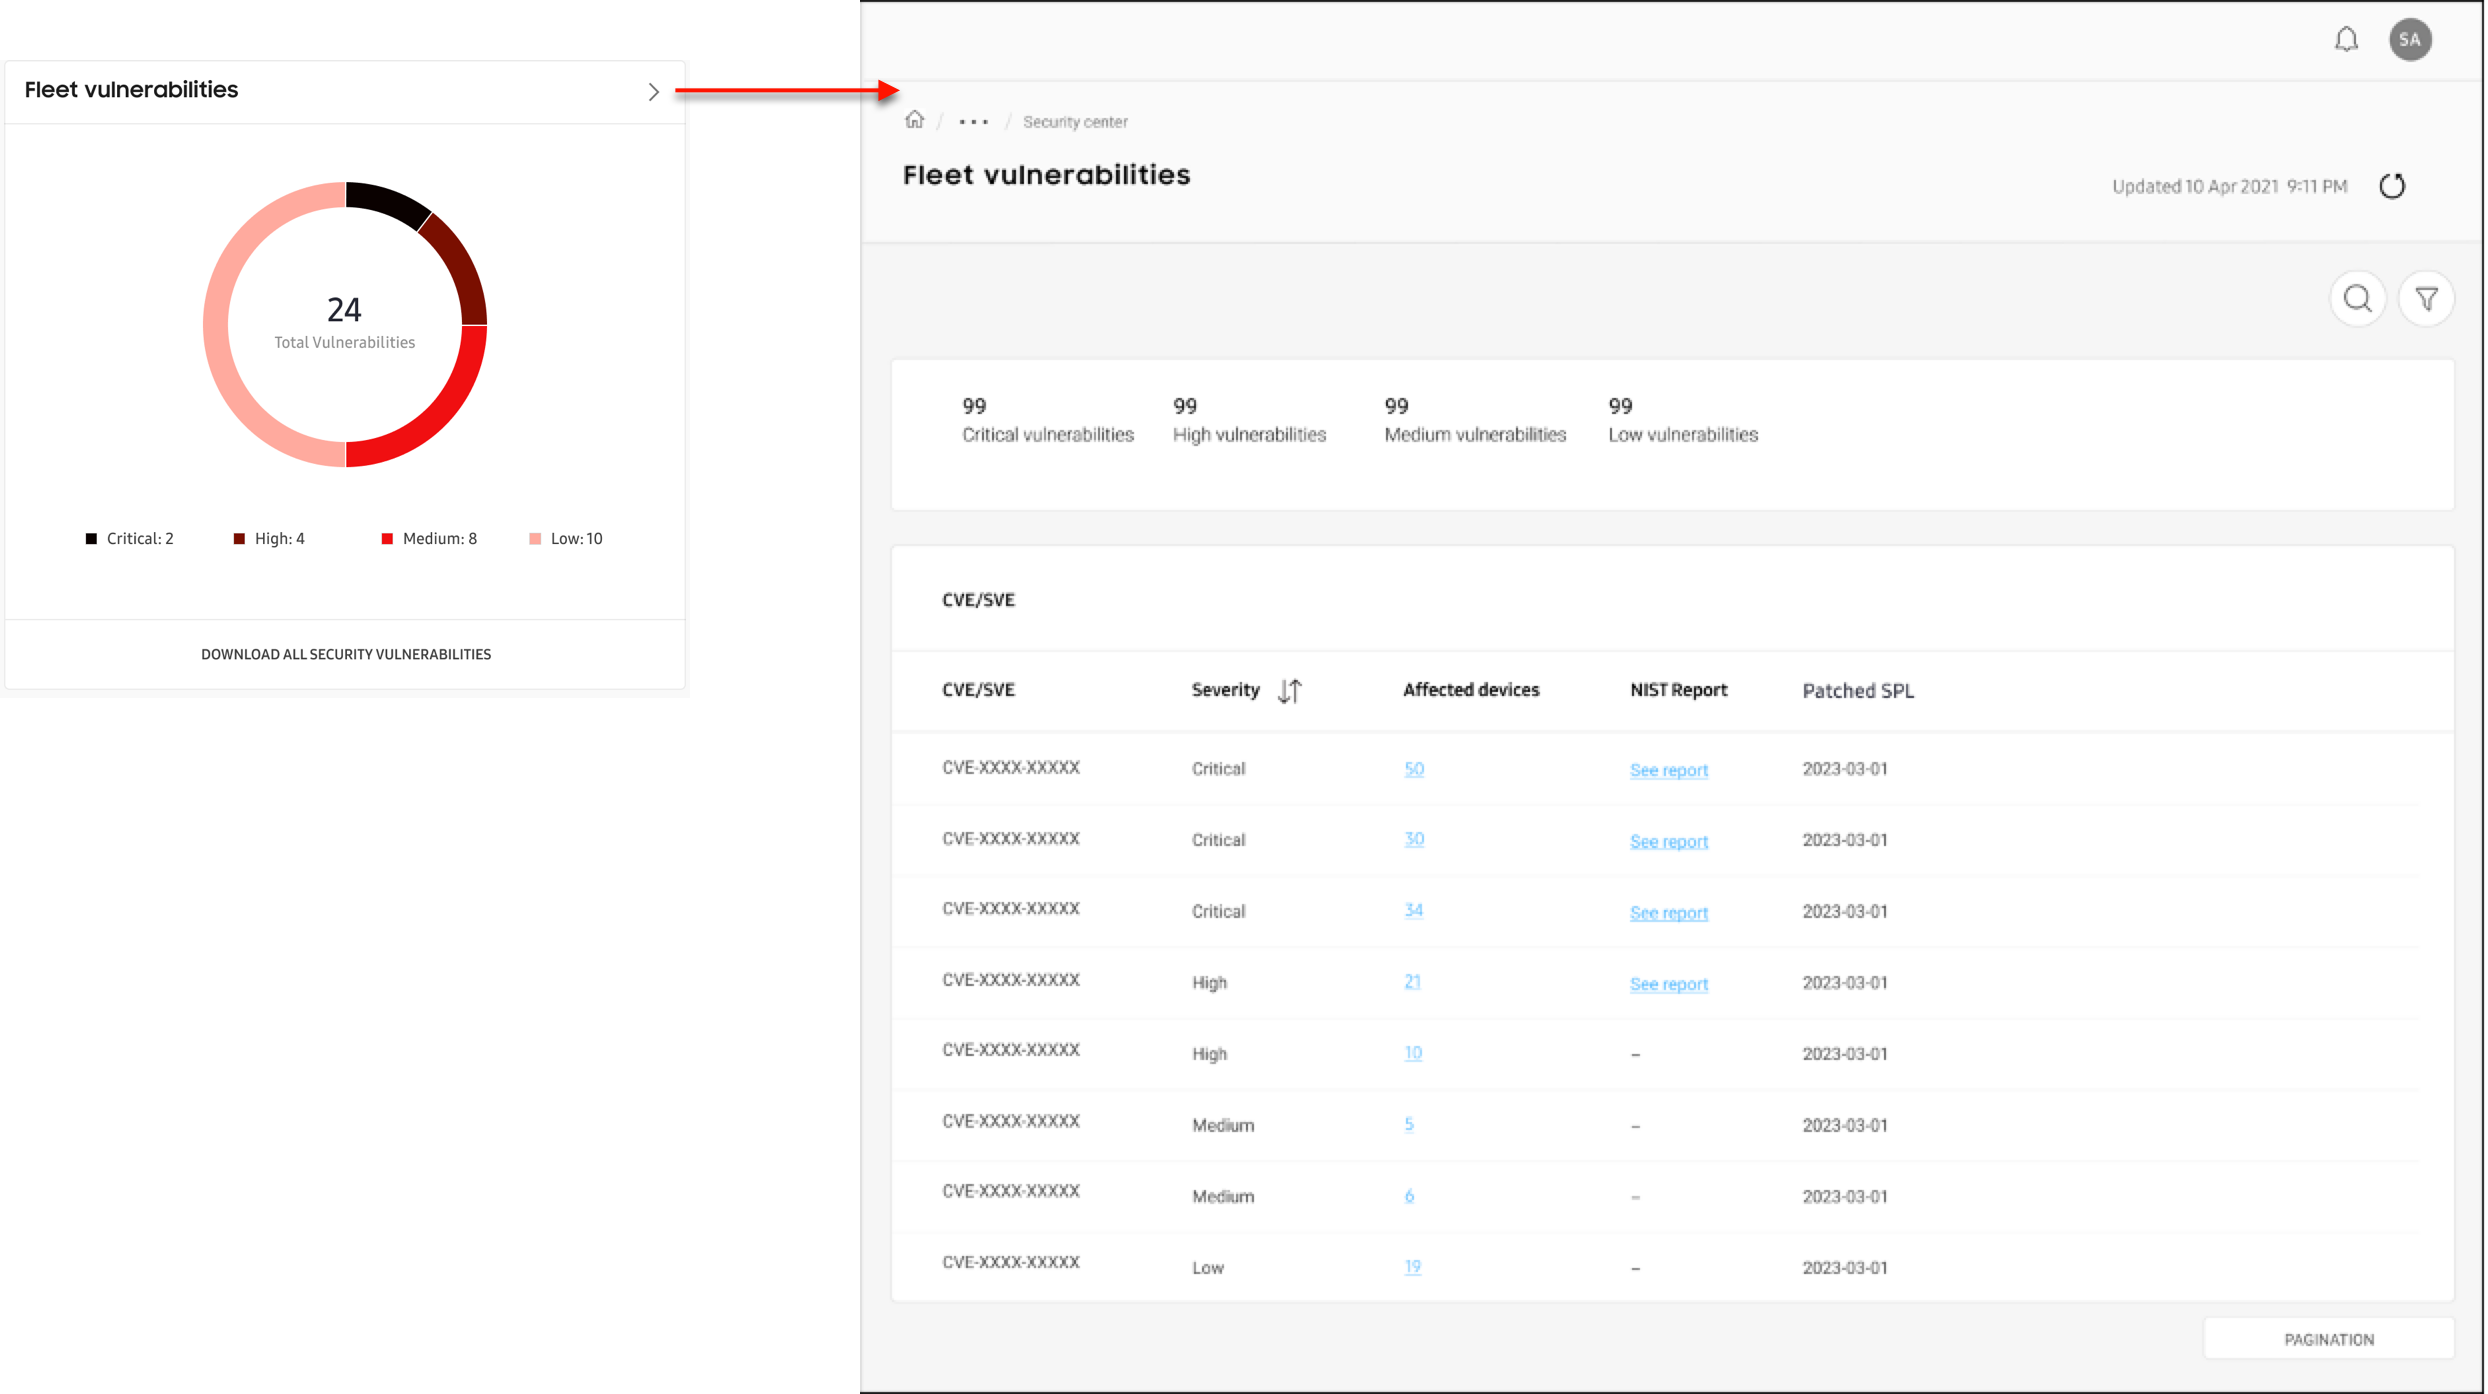 Fleet vulnerabilities
24
Total Vulnerabilities
Critical: 2 High: 4 Medium: 8 Low: 10
DOWNLOAD ALL SECURITY VULNERABILITIES
SA
/ ••• / Security center
Fleet vulnerabilities
Updated 10 Apr 2021 9:11 PM
99 99 99 99
Critical vulnerabilities High vulnerabilities Medium vulnerabilities Low vulnerabilities
CVE/SVE
CVE/SVE Severity Affected devices NIST Report Patched SPL
CVE-XXXX-XXXXX Critical 50 See report 2023-03-01
CVE-XXXX-XXXXX Critical 30 See report 2023-03-01
CVE-XXXX-XXXXX Critical 34 See report 2023-03-01
CVE-XXXX-XXXXX High 21 See report 2023-03-01
CVE-XXXX-XXXXX High 10 – 2023-03-01
CVE-XXXX-XXXXX Medium 5 – 2023-03-01
CVE-XXXX-XXXXX Medium 6 – 2023-03-01
CVE-XXXX-XXXXX Low 19 – 2023-03-01
PAGINATION